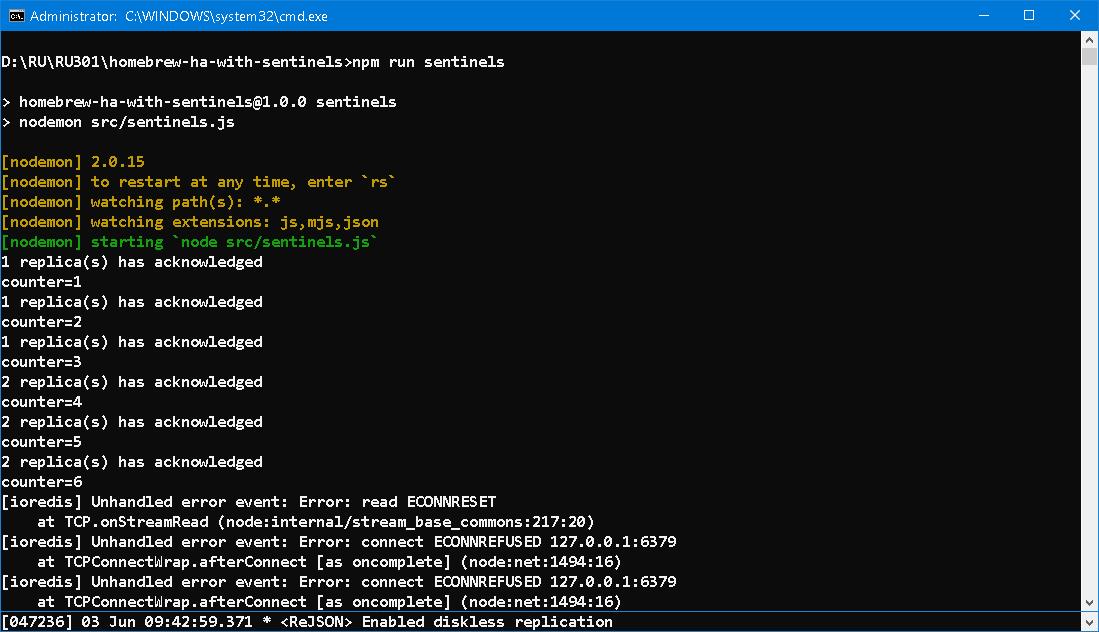 Administrator: C:\WINDOWS\system32\cmd.exe
D:\RU\RU301\homebrew-ha-with-sentinels>npm run sentinels
> homebrew-ha-with-sentinels@1.0.0 sentinels
> nodemon src/sentinels.js
[nodemon] 2.0.15
[nodemon] to restart at any time, enter `rs`
[nodemon] watching path(s): *.*
[nodemon] watching extensions: js,mjs,json
[nodemon] starting `node src/sentinels.js`
1 replica(s) has acknowledged
counter=1
1 replica(s) has acknowledged
counter=2
1 replica(s) has acknowledged
counter=3
2 replica(s) has acknowledged
counter=4
2 replica(s) has acknowledged
counter=5
2 replica(s) has acknowledged
counter=6
[ioredis] Unhandled error event: Error: read ECONNRESET
    at TCP.onStreamRead (node:internal/stream_base_commons:217:20)
[ioredis] Unhandled error event: Error: connect ECONNREFUSED 127.0.0.1:6379
    at TCPConnectWrap.afterConnect [as oncomplete] (node:net:1494:16)
[ioredis] Unhandled error event: Error: connect ECONNREFUSED 127.0.0.1:6379
    at TCPConnectWrap.afterConnect [as oncomplete] (node:net:1494:16)
[047236] 03 Jun 09:42:59.371 * <ReJSON> Enabled diskless replication